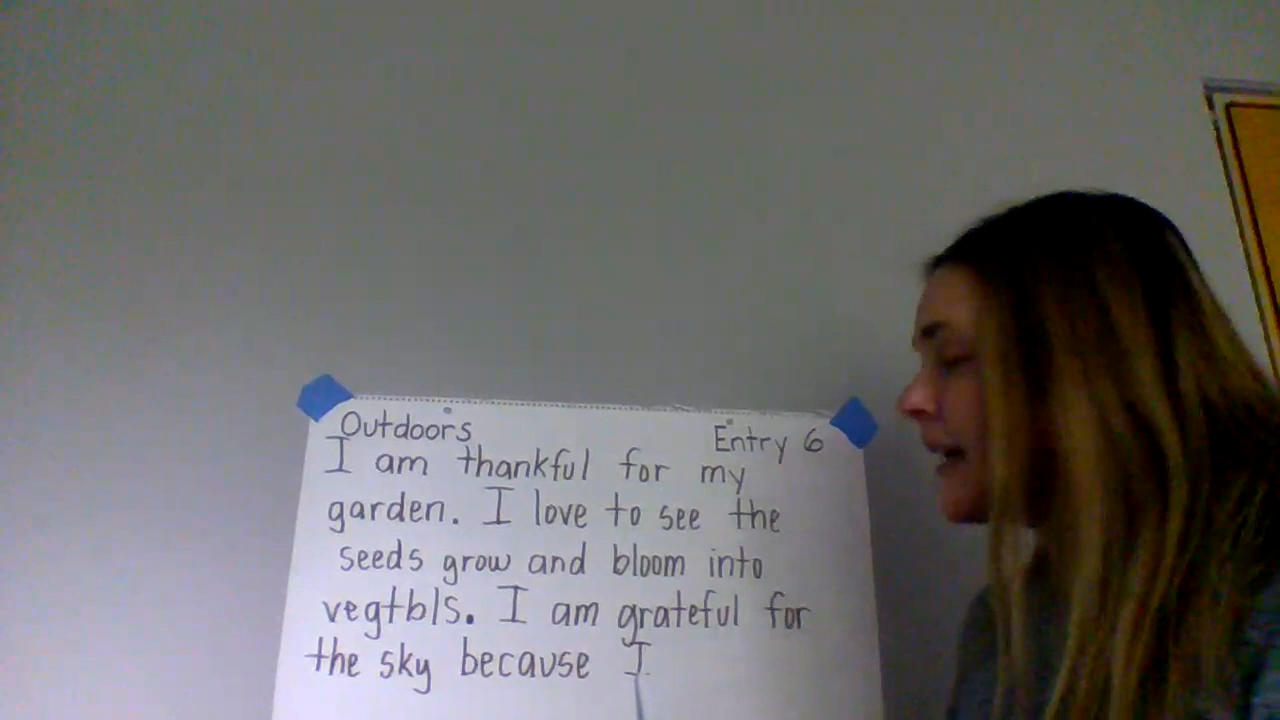 Outdoors Entry 6
I am thankful for my
garden. I love to see the
seeds grow and bloom into
vegtbls. I am grateful for
the sky because I